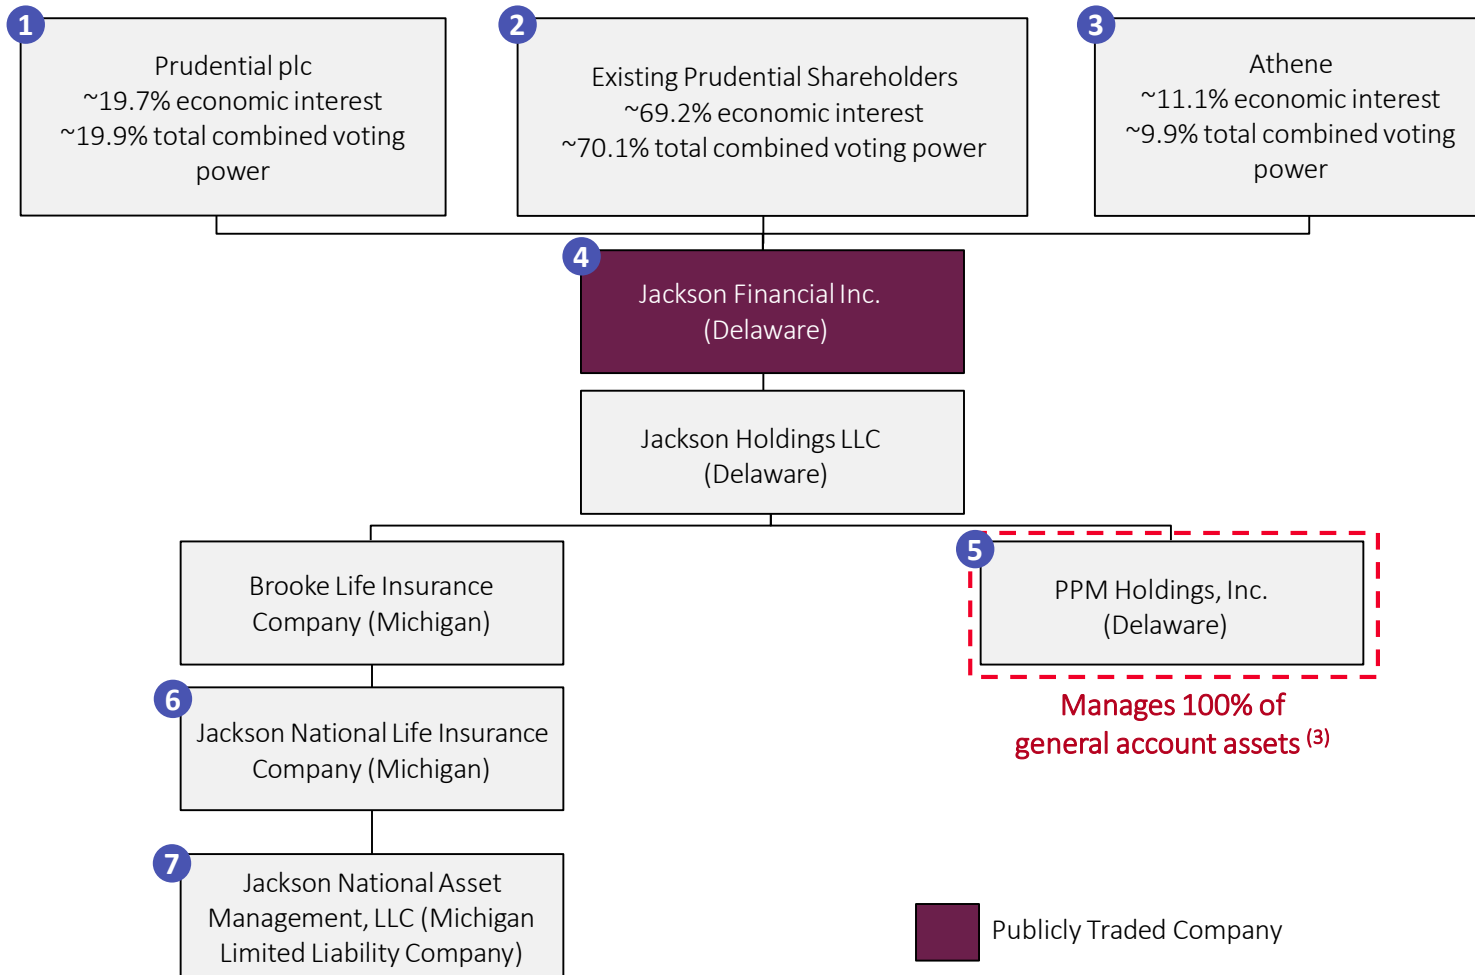 1
Prudential plc
~19.7% economic interest
~19.9% total combined voting
power
2
Existing Prudential Shareholders
~69.2% economic interest
~70.1% total combined voting power
3
Athene
~11.1% economic interest
~9.9% total combined voting
power
4
Jackson Financial Inc.
(Delaware)
Jackson Holdings LLC
(Delaware)
Brooke Life Insurance
Company (Michigan)
5
PPM Holdings, Inc.
(Delaware)
Manages 100% of
general account assets (3)
6
Jackson National Life Insurance
Company (Michigan)
7
Jackson National Asset
Management, LLC (Michigan
Limited Liability Company)
Publicly Traded Company